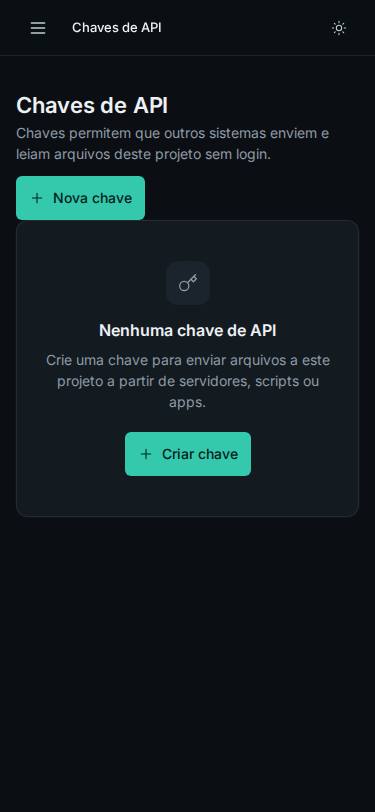 Chaves de API
Chaves de API
Chaves permitem que outros sistemas enviem e
leiam arquivos deste projeto sem login.
Nova chave
Nenhuma chave de API
Crie uma chave para enviar arquivos a este
projeto a partir de servidores, scripts ou
apps.
Criar chave